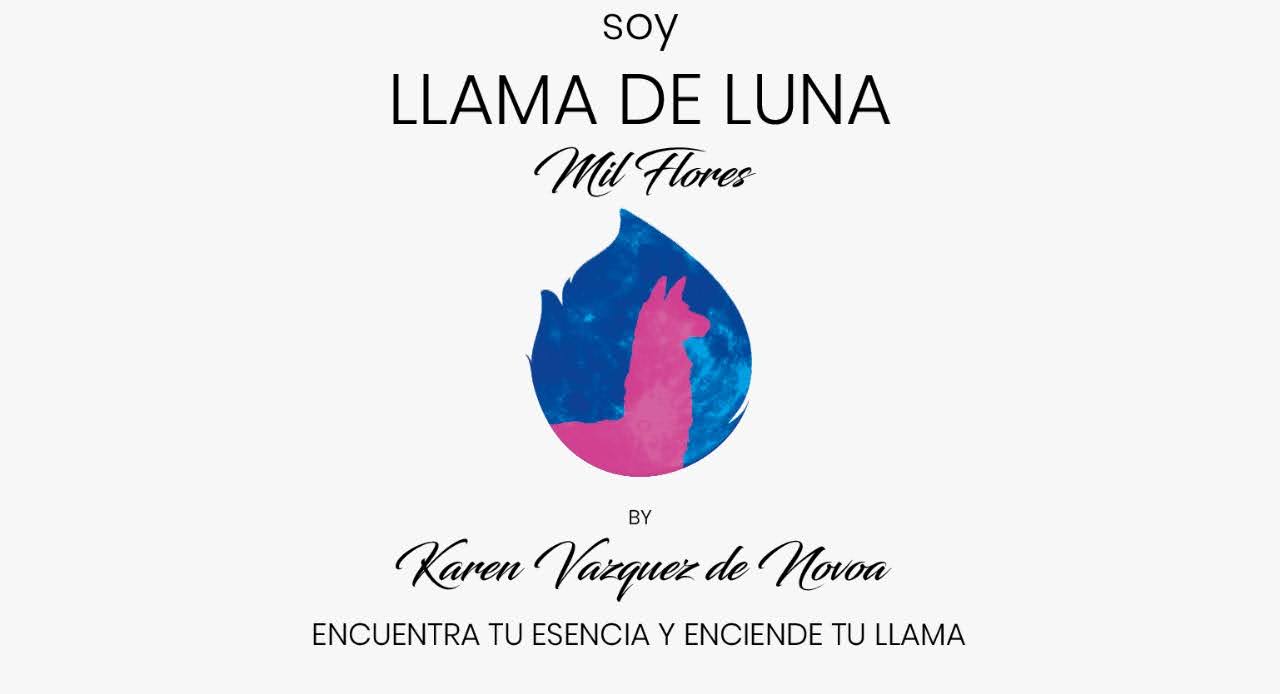 soy
LLAMA DE LUNA
Mil Flores
BY
Karen Vazquez de Novoa
ENCUENTRA TU ESENCIA Y ENCIENDE TU LLAMA